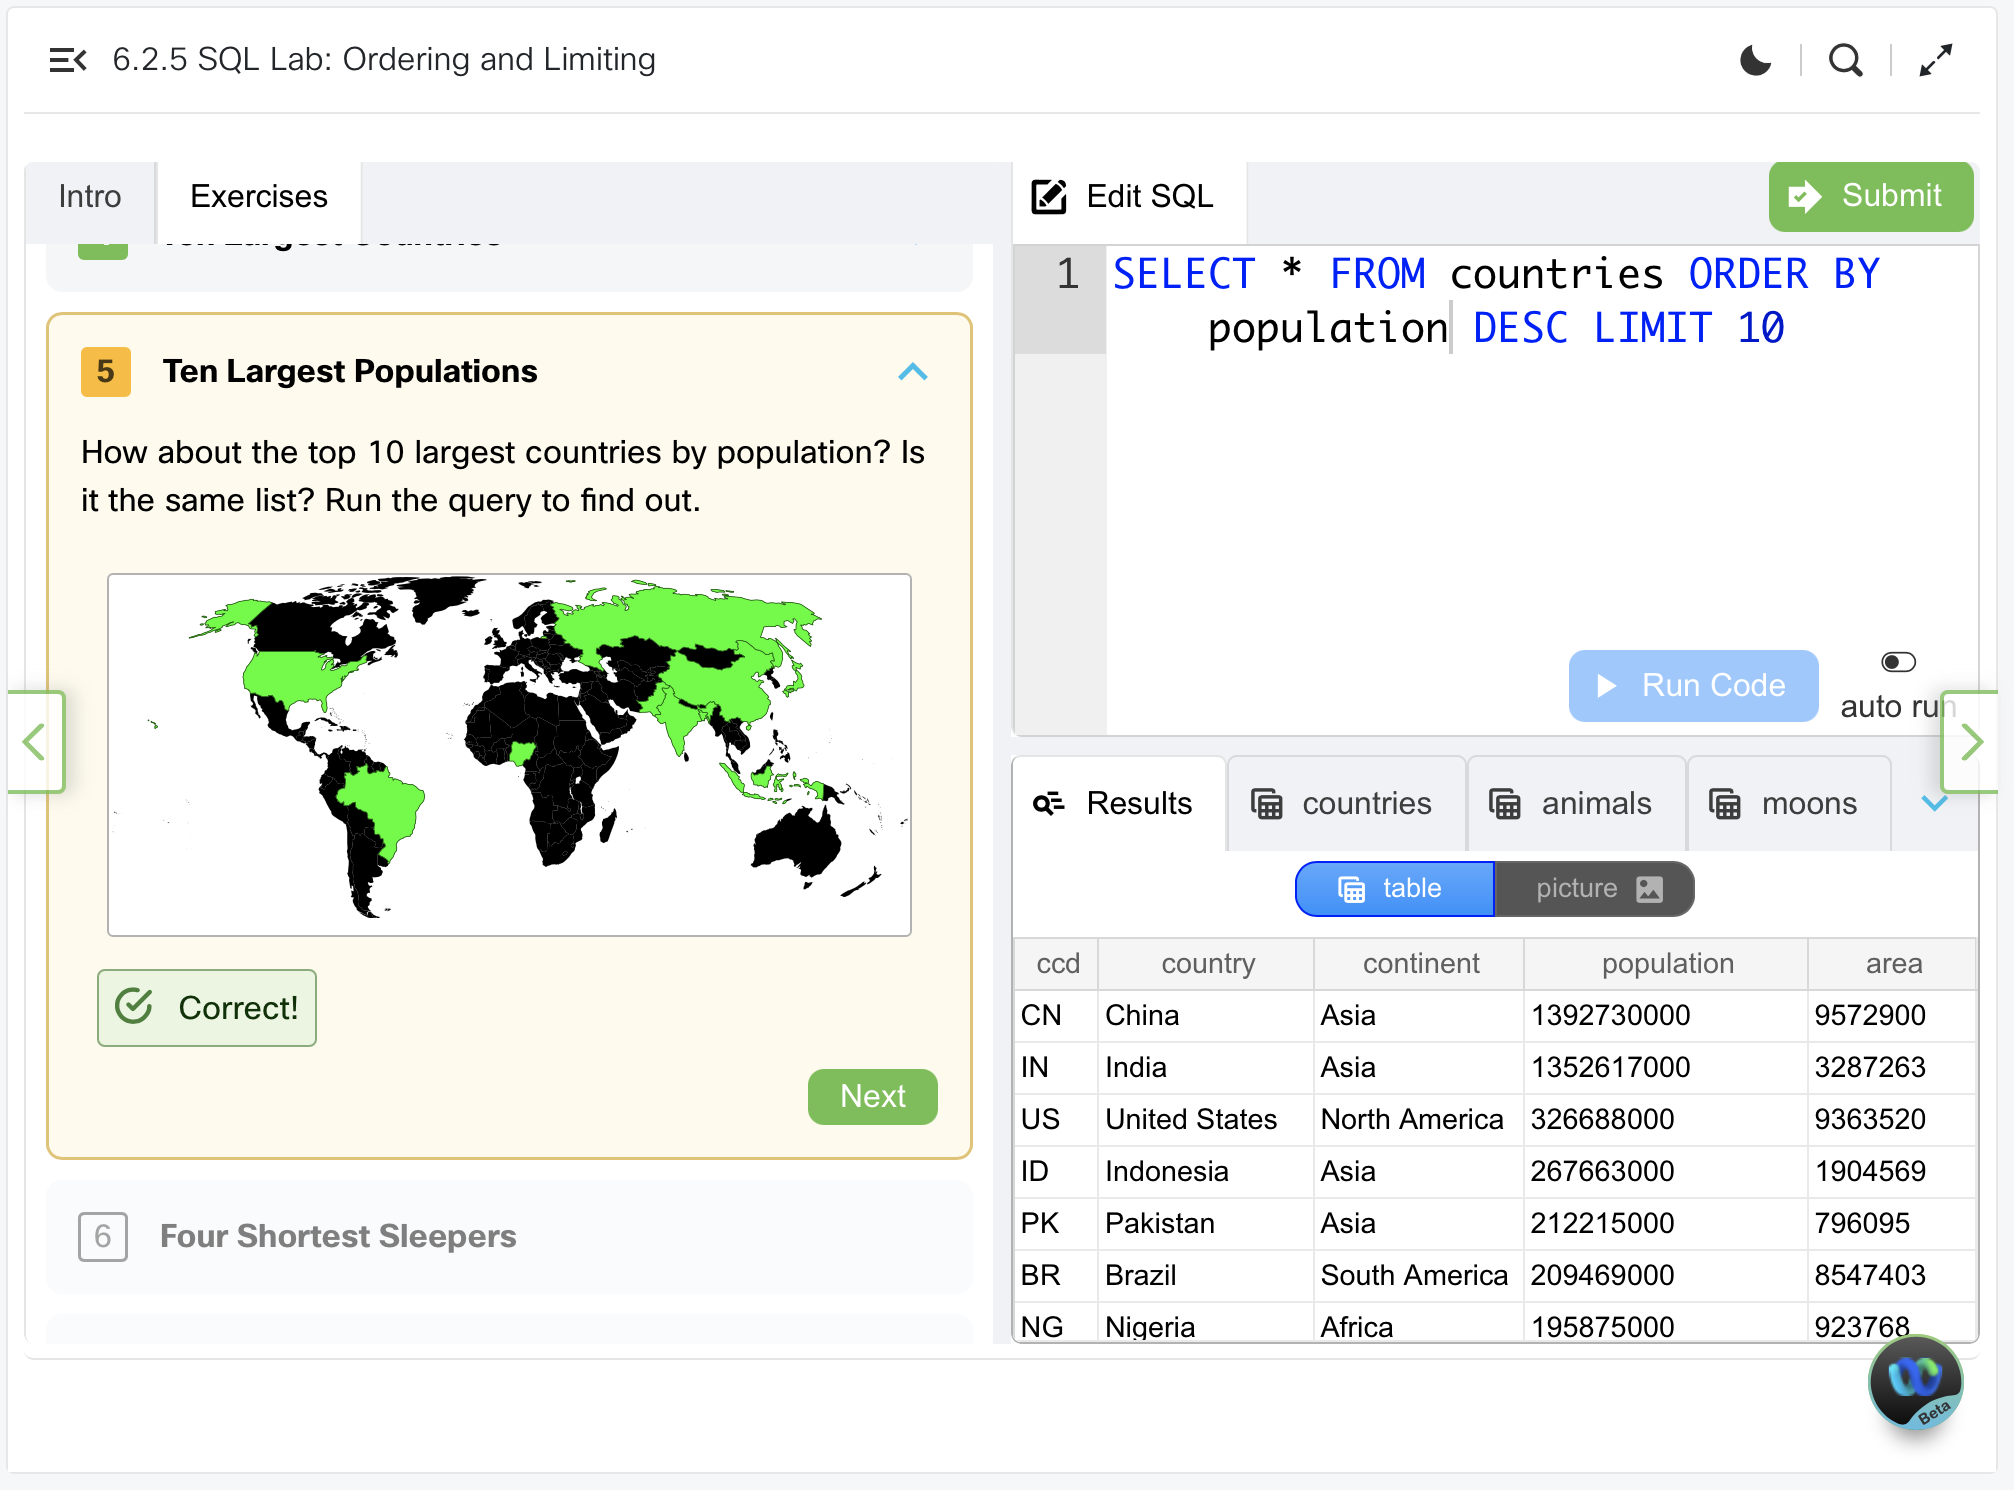 6.2.5 SQL Lab: Ordering and Limiting
Intro
Exercises
Ten Largest Countries
5
Ten Largest Populations
How about the top 10 largest countries by population? Is
it the same list? Run the query to find out.
Correct!
Next
6
Four Shortest Sleepers
Edit SQL
Submit
1
SELECT * FROM countries ORDER BY
population DESC LIMIT 10
Run Code
auto run
Results
countries
animals
moons
table
picture
ccd country continent population area
CN China Asia 1392730000 9572900
IN India Asia 1352617000 3287263
US United States North America 326688000 9363520
ID Indonesia Asia 267663000 1904569
PK Pakistan Asia 212215000 796095
BR Brazil South America 209469000 8547403
NG Nigeria Africa 195875000 923768
Beta